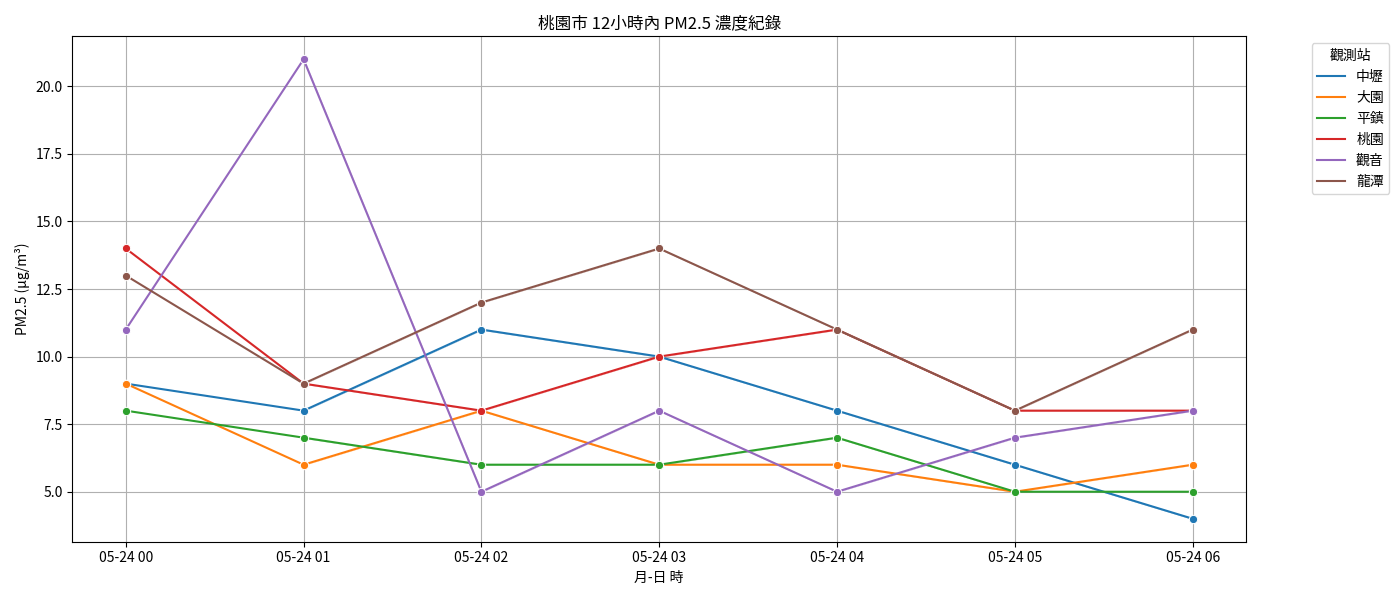 桃園市 12小時內 PM2.5 濃度紀錄
PM2.5 (μg/m³)
20.0
17.5
15.0
12.5
10.0
7.5
5.0
05-24 00
05-24 01
05-24 02
05-24 03
05-24 04
05-24 05
05-24 06
月-日 時
觀測站
中壢
大園
平鎮
桃園
觀音
龍潭